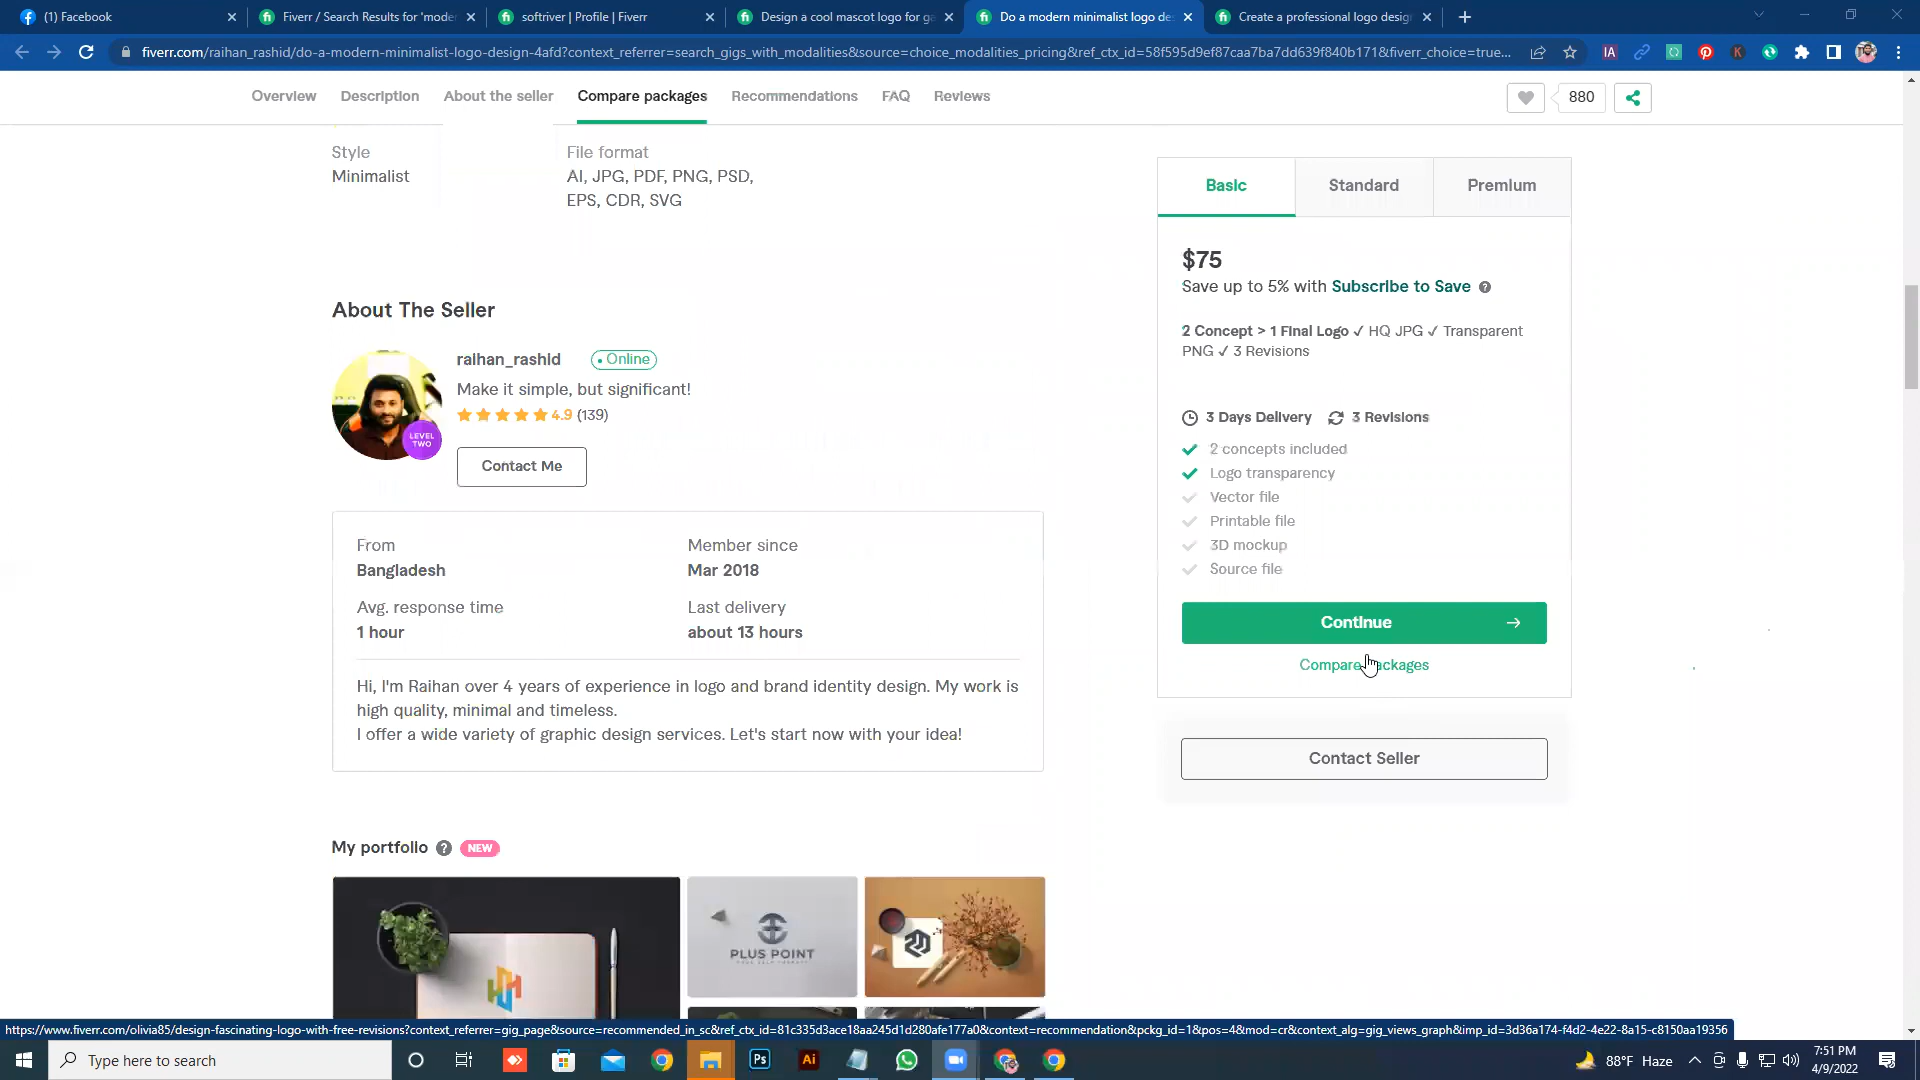 (1) Facebook
Fiverr / Search Results for 'moder
softriver | Profile | Fiverr
Design a cool mascot logo for ga
Do a modern minimalist logo de
Create a professional logo design
fiverr.com/raihan_rashid/do-a-modern-minimalist-logo-design-4afd?context_referrer=search_gigs_with_modalities&source=choice_modalities_pricing&ref_ctx_id=58f595d9ef87caa7ba7dd639f840b171&fiverr_choice=true...
Overview
Description
About the seller
Compare packages
Recommendations
FAQ
Reviews
880
Style
Minimalist
File format
AI, JPG, PDF, PNG, PSD,
EPS, CDR, SVG
About The Seller
raihan_rashid
Online
Make it simple, but significant!
4.9 (139)
LEVEL
TWO
Contact Me
From
Bangladesh
Member since
Mar 2018
Avg. response time
1 hour
Last delivery
about 13 hours
Hi, I'm Raihan over 4 years of experience in logo and brand identity design. My work is
high quality, minimal and timeless.
I offer a wide variety of graphic design services. Let's start now with your idea!
My portfolio
NEW
PLUS POINT
Basic
Standard
Premium
$75
Save up to 5% with Subscribe to Save
2 Concept > 1 Final Logo ✓ HQ JPG ✓ Transparent
PNG ✓ 3 Revisions
3 Days Delivery
3 Revisions
2 concepts included
Logo transparency
Vector file
Printable file
3D mockup
Source file
Continue
Compare Packages
Contact Seller
https://www.fiverr.com/olivia85/design-fascinating-logo-with-free-revisions?context_referrer=gig_page&source=recommended_in_sc&ref_ctx_id=81c335d3ace18aa245d1d280afe177a0&context=recommendation&pckg_id=1&pos=4&mod=cr&context_alg=gig_views_graph&imp_id=3d36a174-f4d2-4e22-8a15-c8150aa19356
Type here to search
Ps
Ai
88°F Haze
7:51 PM
4/9/2022